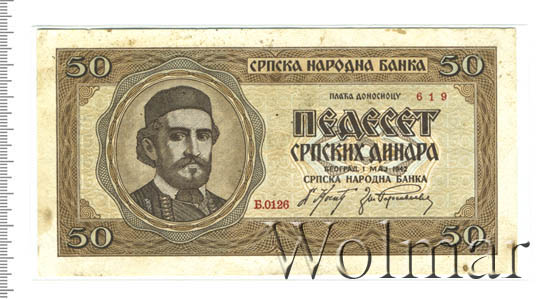 50 СРПСКА НАРОДНА БАНКА 50
ПЛАЋА ДОНОСИОЦУ 619
ПЕДЕСЕТ
СРПСКИХ ДИНАРА
БЕОГРАД, 1 МАЈ 1942
СРПСКА НАРОДНА БАНКА
Б.0126
50 50
Wolmar